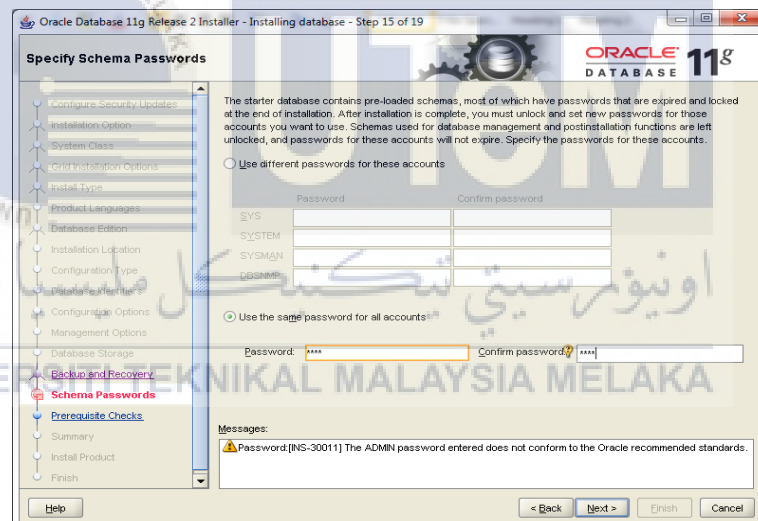 Oracle Database 11g Release 2 Installer - Installing database - Step 15 of 19
Specify Schema Passwords
ORACLE 11g
DATABASE
Configure Security Updates
Installation Option
System Class
Grid Installation Options
Install Type
Product Languages
Database Edition
Installation Location
Configuration Type
Database Identifiers
Configuration Options
Management Options
Database Storage
Backup and Recovery
Schema Passwords
Prerequisite Checks
Summary
Install Product
Finish
The starter database contains pre-loaded schemas, most of which have passwords that are expired and locked
at the end of installation. After installation is complete, you must unlock and set new passwords for those
accounts you want to use. Schemas used for database management and postinstallation functions are left
unlocked, and passwords for these accounts will not expire. Specify the passwords for these accounts.
Use different passwords for these accounts
Password Confirm password
SYS
SYSTEM
SYSMAN
DBSNMP
Use the same password for all accounts
Password: **** Confirm password: ****
Messages:
Password:[INS-30011] The ADMIN password entered does not conform to the Oracle recommended standards.
Help < Back Next > Finish Cancel
UTeM
اونيۏرسيتي تيكنيكل مليسيا
ERSITI TEKNIKAL MALAYSIA MELAKA